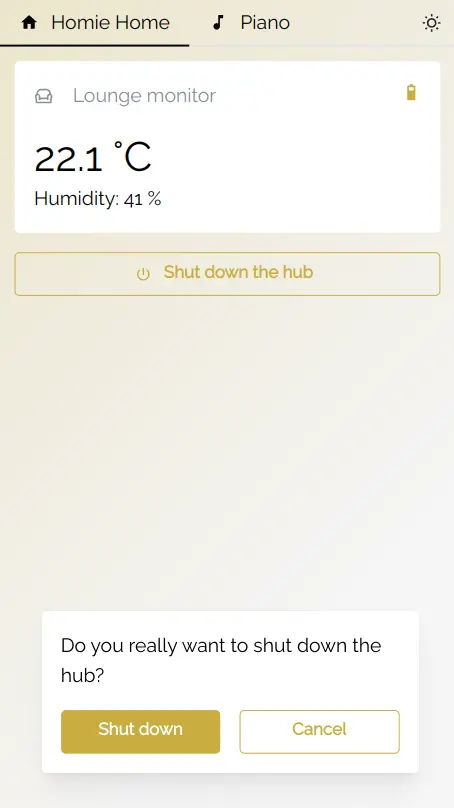 Homie Home
Piano
Lounge monitor
22.1 °C
Humidity: 41 %
Shut down the hub
Do you really want to shut down the
hub?
Shut down
Cancel